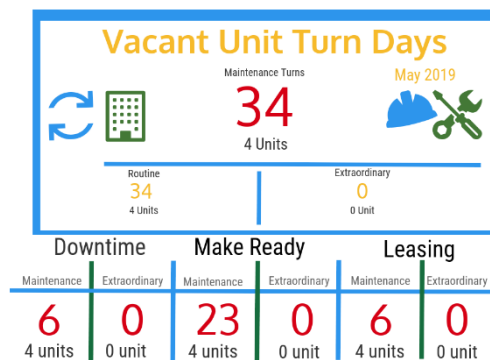 Vacant Unit Turn Days
Maintenance Turns
May 2019
34
4 Units
Routine
Extraordinary
34
0
4 Units
0 Unit
Downtime Make Ready Leasing
Maintenance Extraordinary Maintenance Extraordinary Maintenance Extraordinary
6 0 23 0 6 0
4 units 0 unit 4 units 0 unit 4 units 0 unit